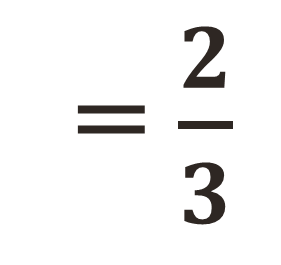 = 2/3